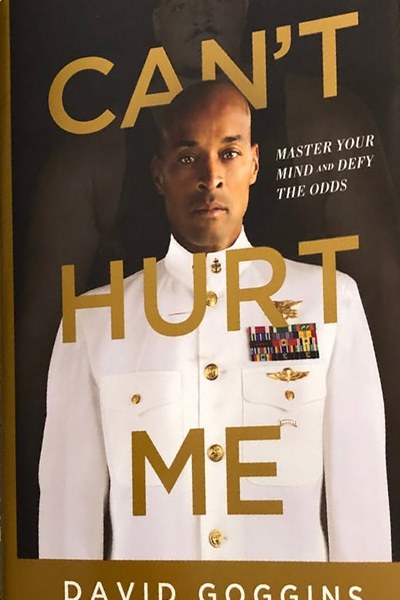 CAN'T
MASTER YOUR
MIND AND DEFY
THE ODDS
HURT
ME
DAVID GOGGINS